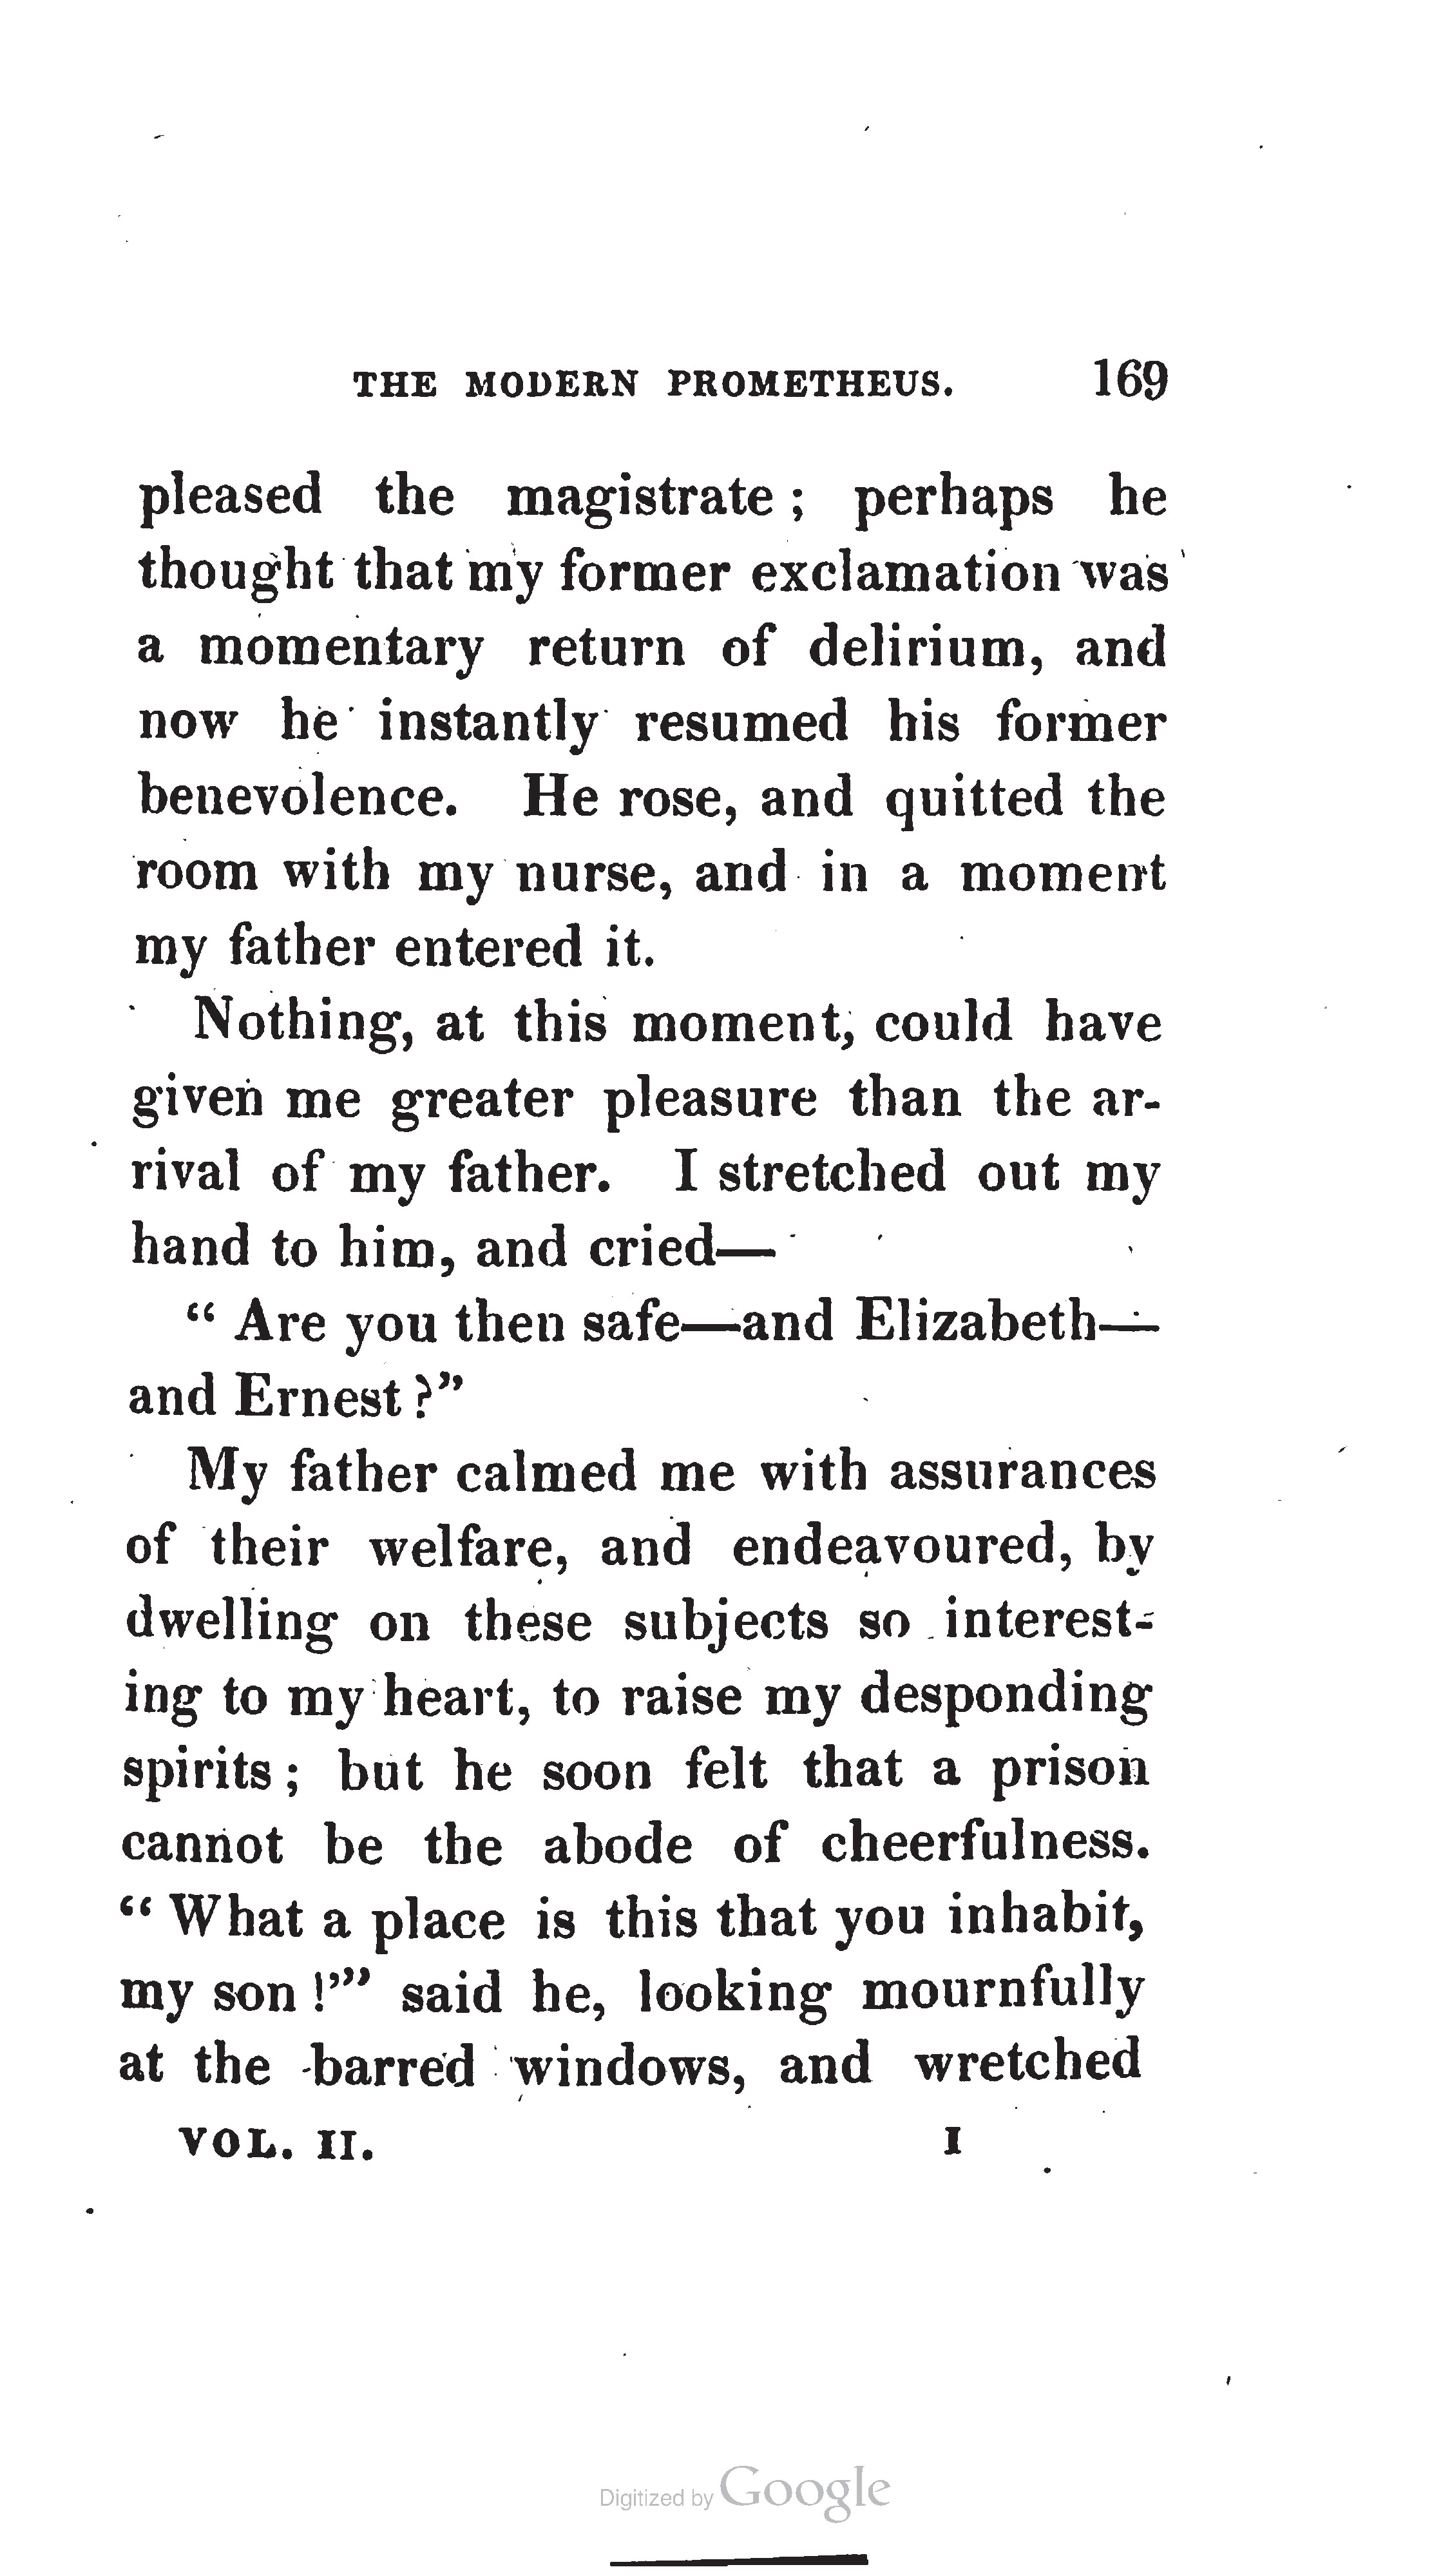 THE MODERN PROMETHEUS. 169
pleased the magistrate ; perhaps he
thought that my former exclamation was
a momentary return of delirium, and
now he instantly resumed his former
benevolence. He rose, and quitted the
room with my nurse, and in a moment
my father entered it.
Nothing, at this moment, could have
given me greater pleasure than the ar-
rival of my father. I stretched out my
hand to him, and cried—
“ Are you then safe—and Elizabeth—
and Ernest ?”
My father calmed me with assurances
of their welfare, and endeavoured, by
dwelling on these subjects so interest-
ing to my heart, to raise my desponding
spirits ; but he soon felt that a prison
cannot be the abode of cheerfulness.
“ What a place is this that you inhabit,
my son !’” said he, looking mournfully
at the barred windows, and wretched
VOL. II. I
Digitized by Google